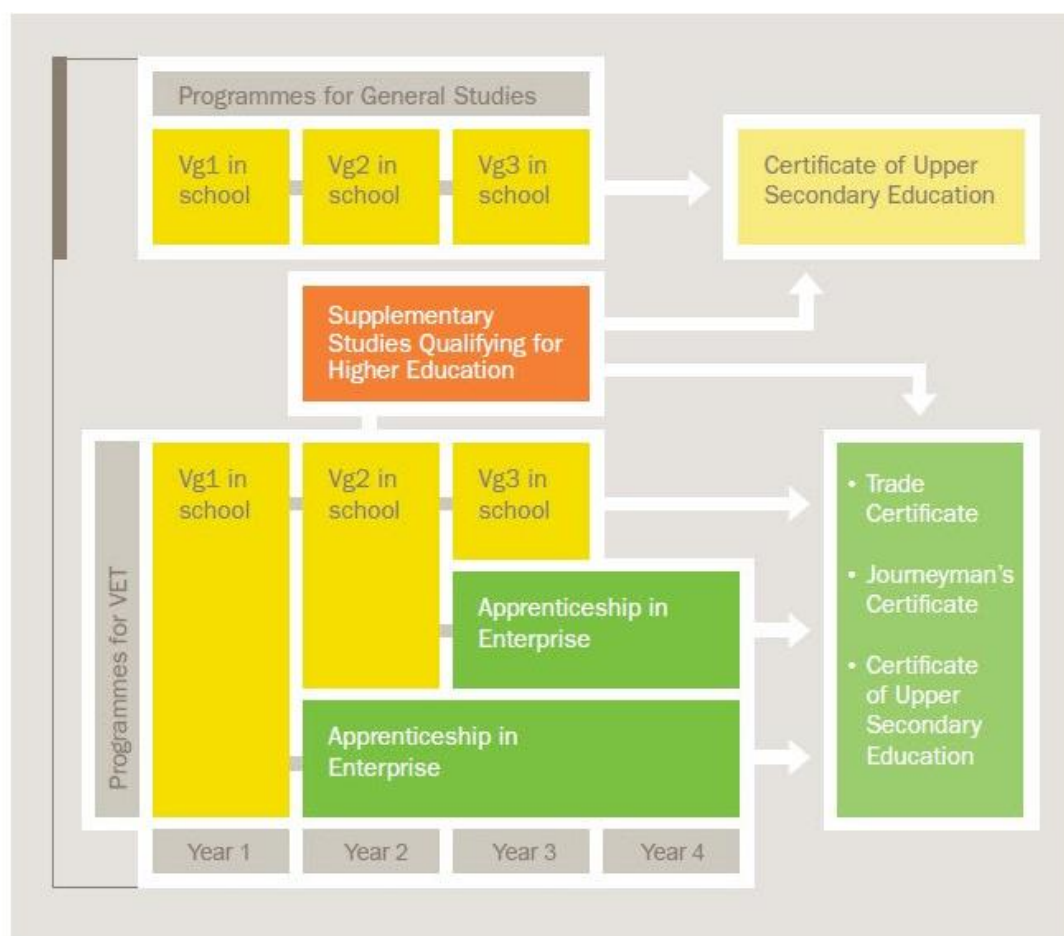 Programmes for General Studies
Vg1 in
school
Vg2 in
school
Vg3 in
school
Certificate of Upper
Secondary Education
Supplementary
Studies Qualifying for
Higher Education
Programmes for VET
Vg1 in
school
Vg2 in
school
Vg3 in
school
Apprenticeship in
Enterprise
Apprenticeship in
Enterprise
• Trade
Certificate
• Journeyman's
Certificate
• Certificate
of Upper
Secondary
Education
Year 1
Year 2
Year 3
Year 4